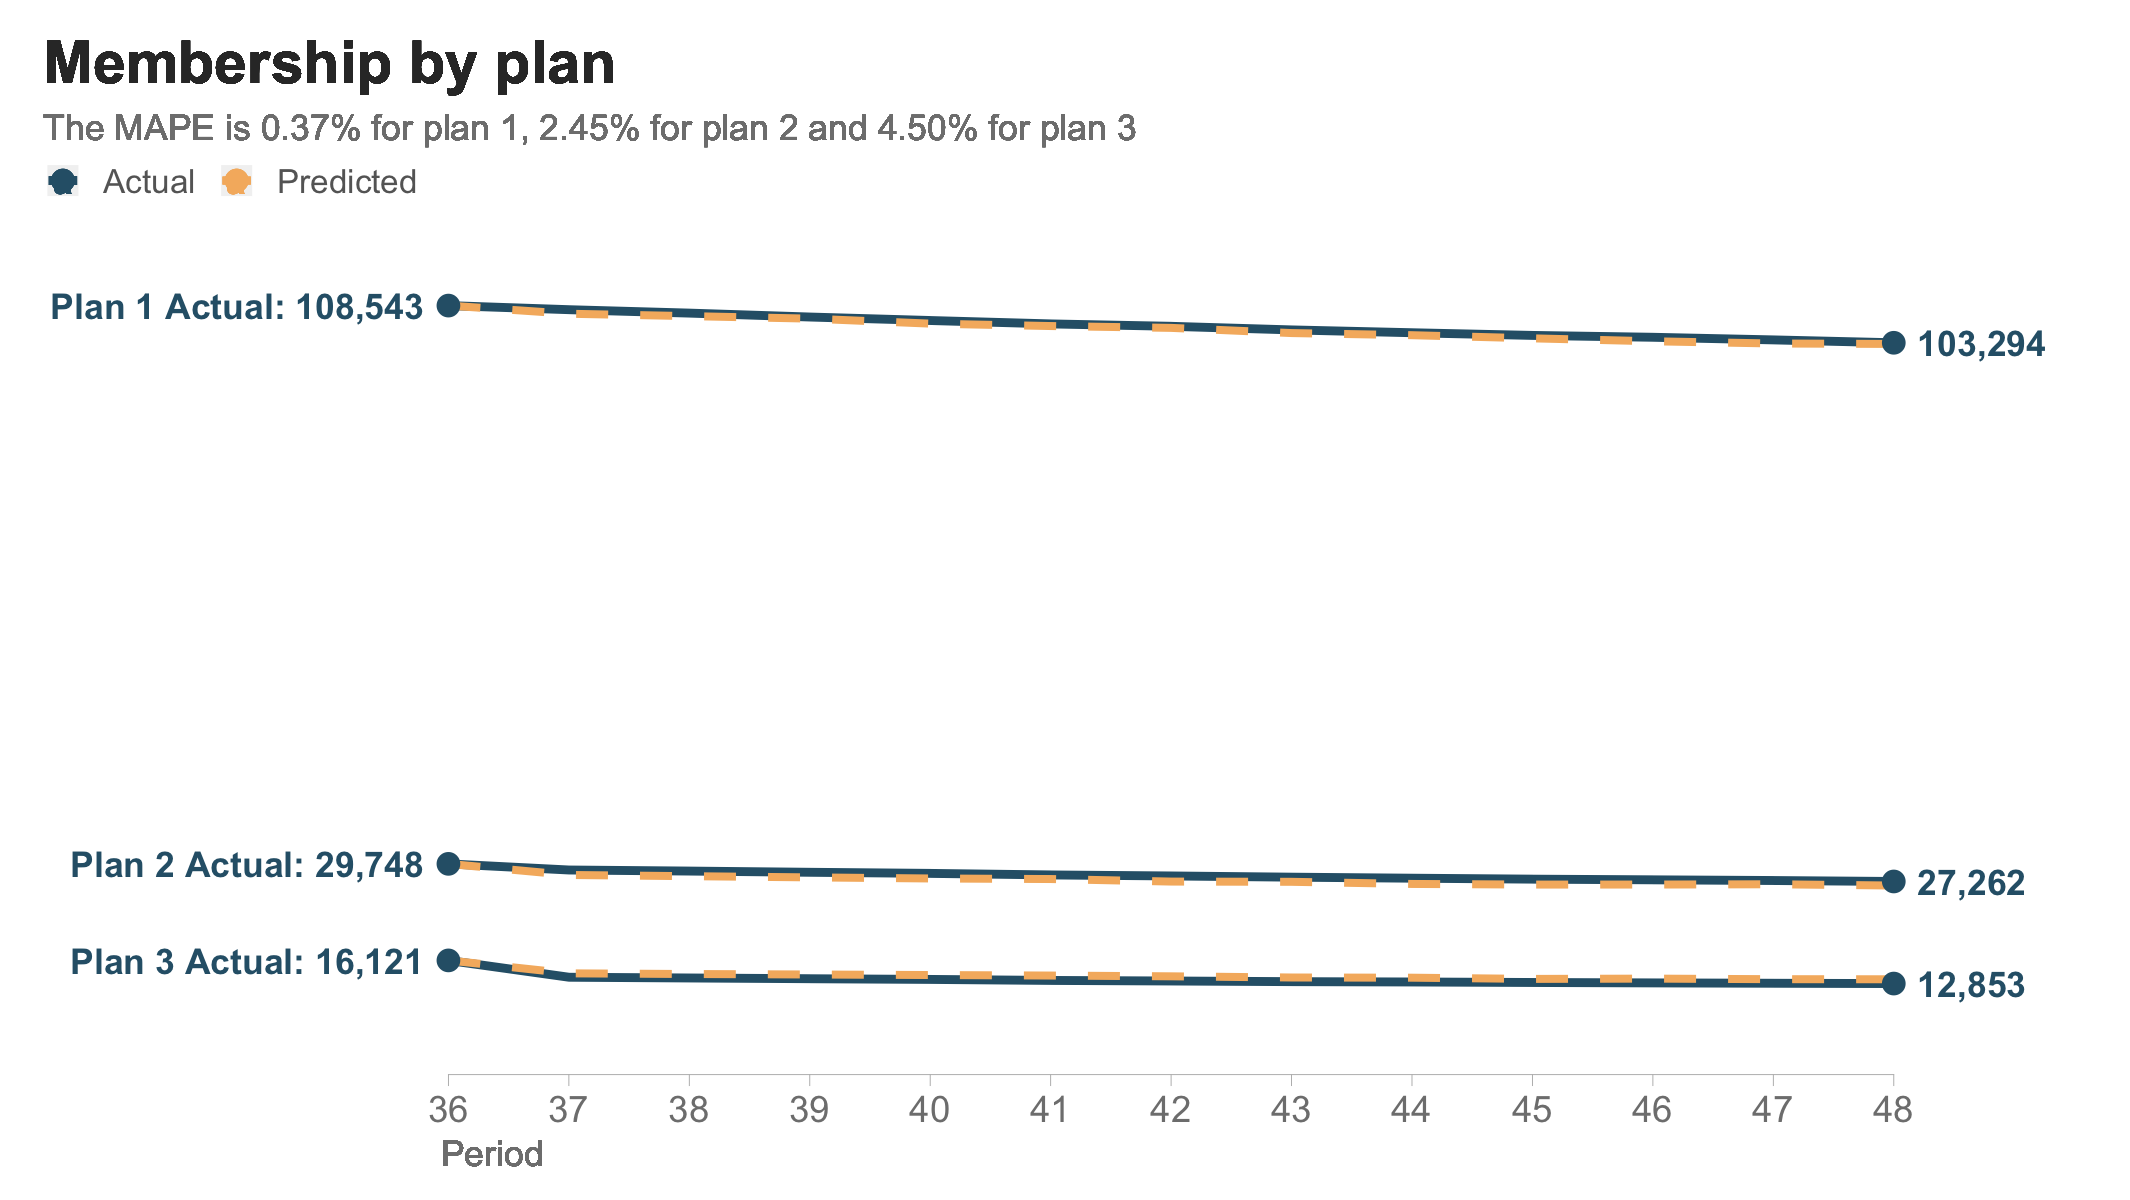 Membership by plan
The MAPE is 0.37% for plan 1, 2.45% for plan 2 and 4.50% for plan 3
Actual Predicted
Plan 1 Actual: 108,543
103,294
Plan 2 Actual: 29,748
27,262
Plan 3 Actual: 16,121
12,853
36 37 38 39 40 41 42 43 44 45 46 47 48
Period